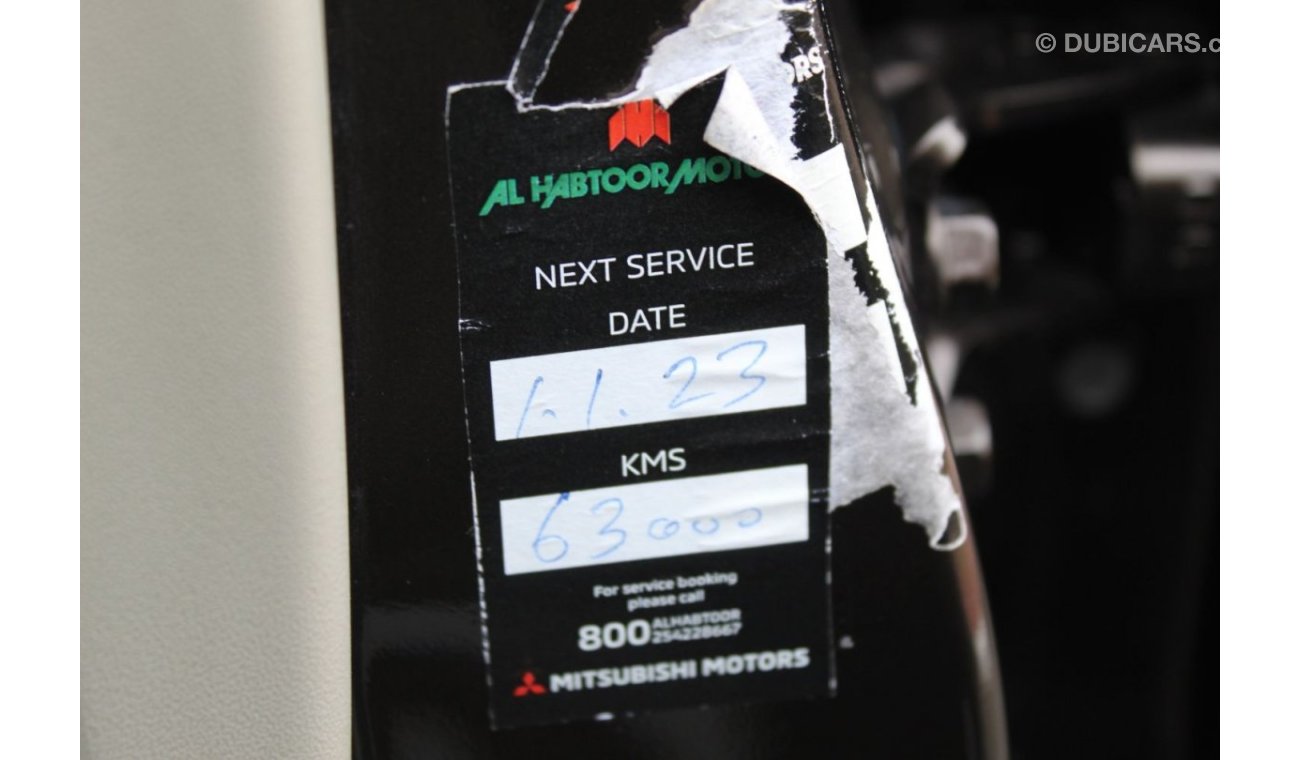 © DUBICARS.c
ORS
AL HABTOOR MOTO
NEXT SERVICE
DATE
1.1.23
KMS
63000
For service booking
please call
800 ALHABTOOR
254228667
MITSUBISHI MOTORS